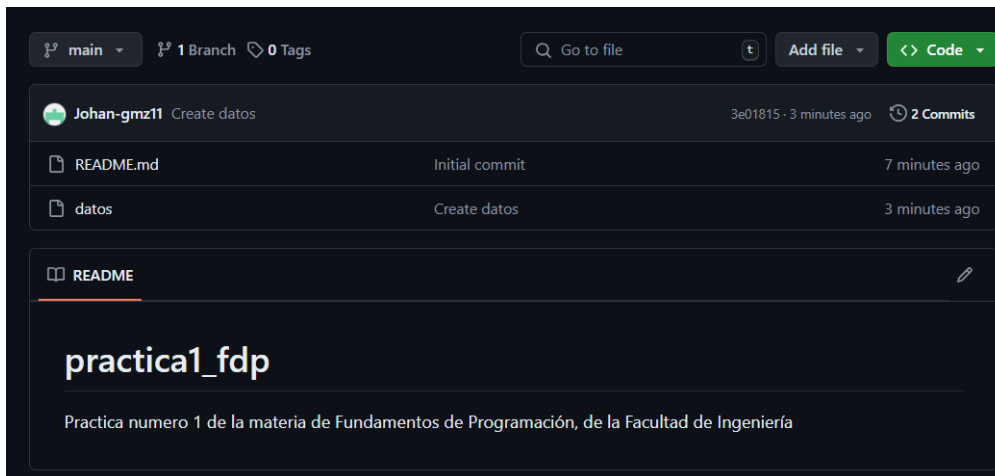 main 1 Branch 0 Tags Go to file t Add file <> Code
Johan-gmz11 Create datos 3e01815 · 3 minutes ago 2 Commits
README.md Initial commit 7 minutes ago
datos Create datos 3 minutes ago
README
practica1_fdp
Practica numero 1 de la materia de Fundamentos de Programación, de la Facultad de Ingeniería